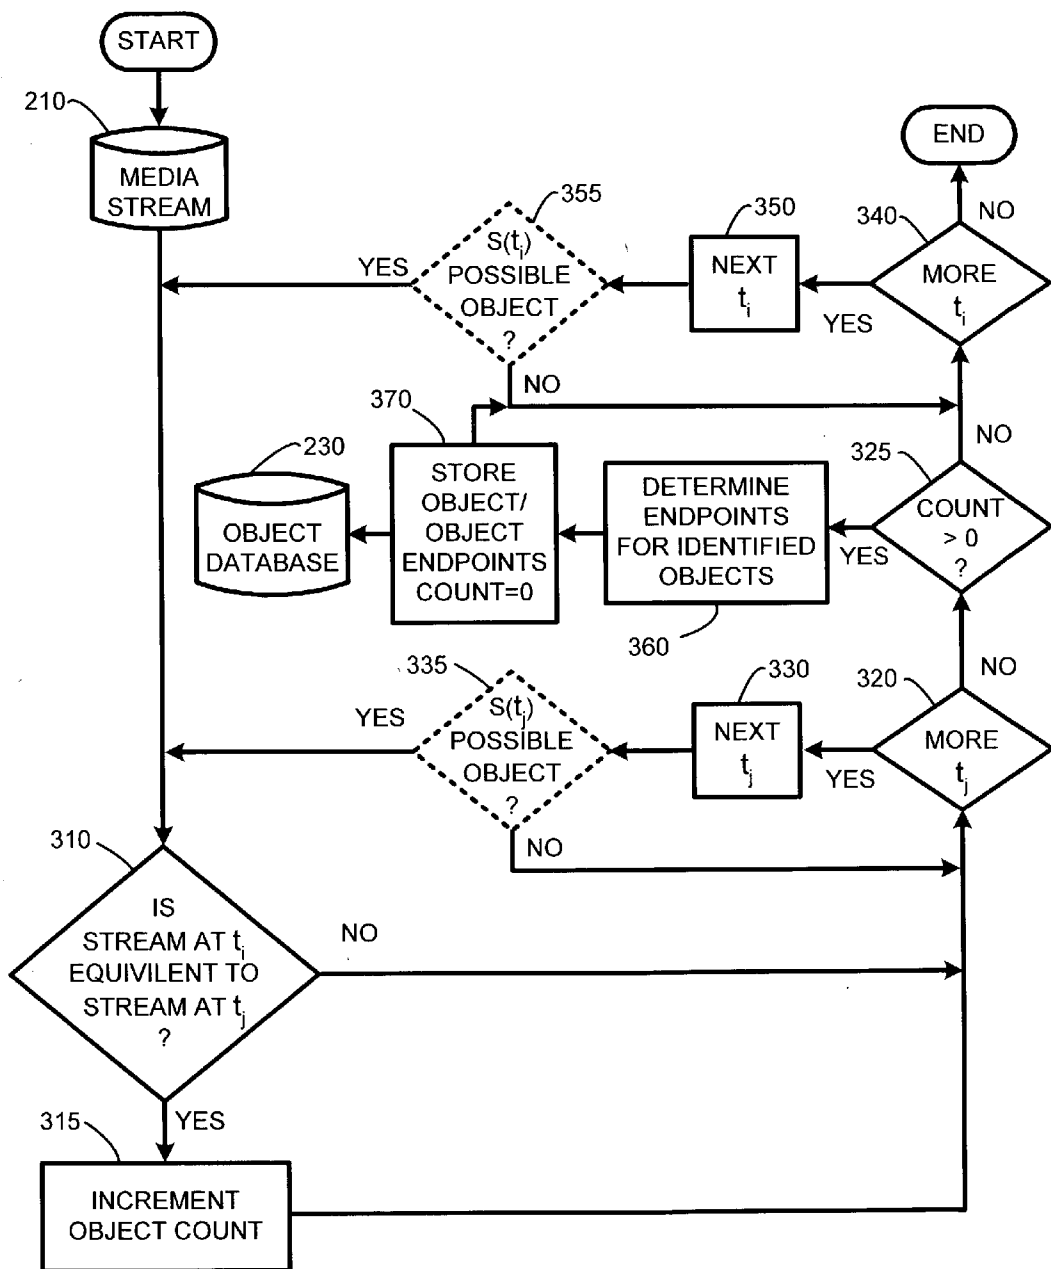 START
210
MEDIA
STREAM
END
355
S(ti)
POSSIBLE
OBJECT
?
YES
NO
350
NEXT
ti
340
MORE
ti
YES
NO
370
STORE
OBJECT/
OBJECT
ENDPOINTS
COUNT=0
230
OBJECT
DATABASE
DETERMINE
ENDPOINTS
FOR IDENTIFIED
OBJECTS
360
325
COUNT
> 0
?
YES
NO
335
S(tj)
POSSIBLE
OBJECT
?
YES
NO
330
NEXT
tj
320
MORE
tj
YES
NO
310
IS
STREAM AT ti
EQUIVILENT TO
STREAM AT tj
?
NO
YES
315
INCREMENT
OBJECT COUNT